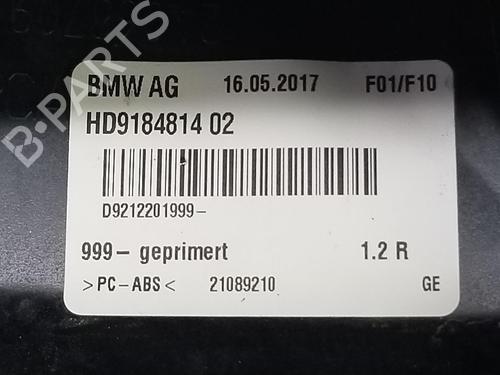 BMW AG 16.05.2017 F01/F10
HD9184814 02
D9212201999-
999- geprimert 1.2 R
>PC-ABS< 21089210 GE
B-PARTS